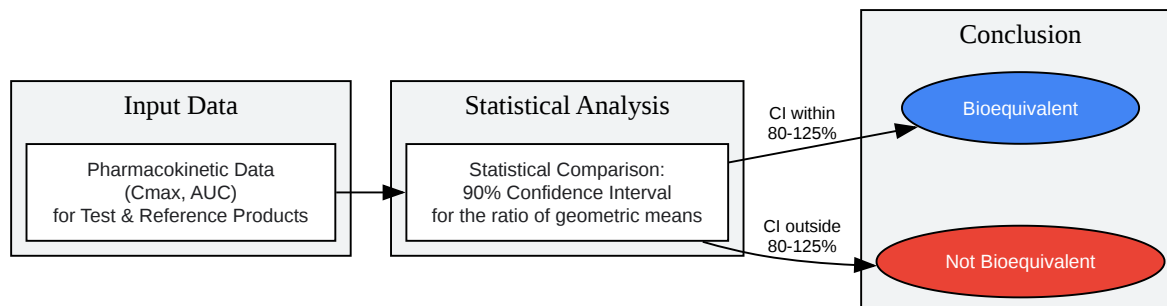 Input Data
Pharmacokinetic Data
(Cmax, AUC)
for Test & Reference Products
Statistical Analysis
Statistical Comparison:
90% Confidence Interval
for the ratio of geometric means
CI within
80-125%
CI outside
80-125%
Conclusion
Bioequivalent
Not Bioequivalent